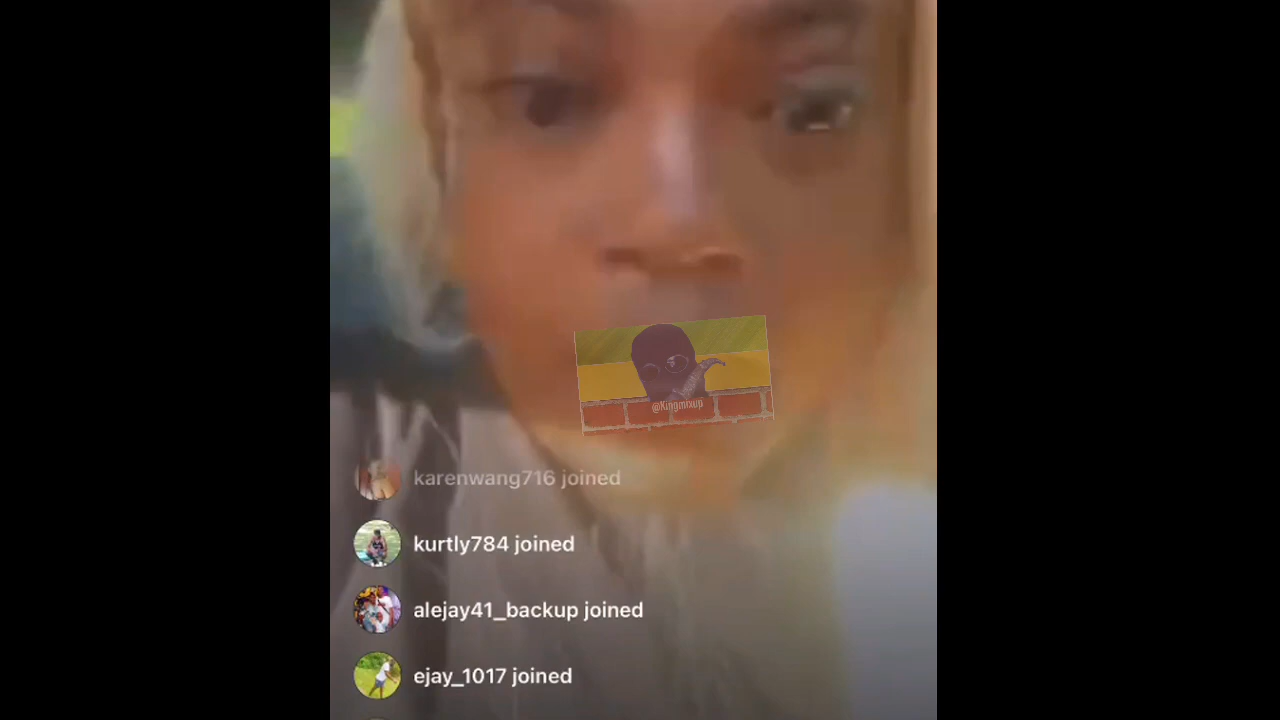 @Kingmixup
karenwang716 joined
kurtly784 joined
alejay41_backup joined
ejay_1017 joined